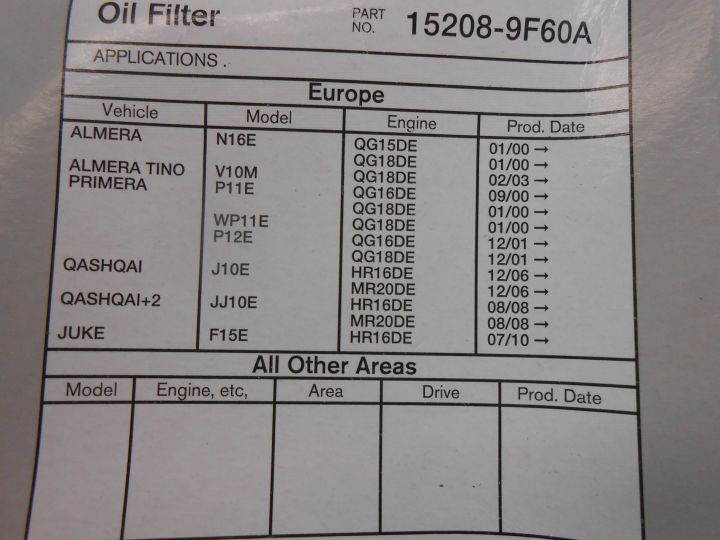 Oil Filter PART NO. 15208-9F60A
APPLICATIONS .
Europe
Vehicle Model Engine Prod. Date
ALMERA N16E QG15DE 01/00 →
QG18DE 01/00 →
ALMERA TINO V10M QG18DE 02/03 →
PRIMERA P11E QG16DE 09/00 →
QG18DE 01/00 →
WP11E QG18DE 01/00 →
P12E QG16DE 12/01 →
QG18DE 12/01 →
QASHQAI J10E HR16DE 12/06 →
MR20DE 12/06 →
QASHQAI+2 JJ10E HR16DE 08/08 →
MR20DE 08/08 →
JUKE F15E HR16DE 07/10 →
All Other Areas
Model Engine, etc, Area Drive Prod. Date